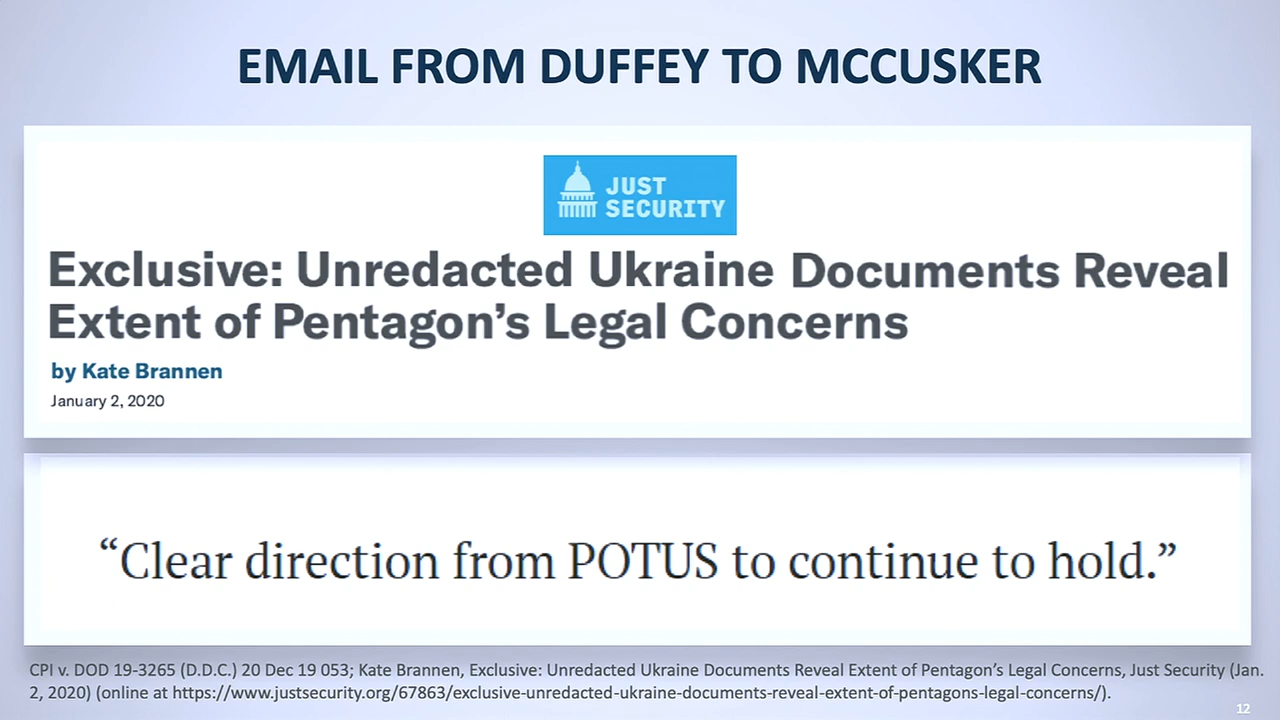 EMAIL FROM DUFFEY TO MCCUSKER
JUST
SECURITY
Exclusive: Unredacted Ukraine Documents Reveal
Extent of Pentagon’s Legal Concerns
by Kate Brannen
January 2, 2020
“Clear direction from POTUS to continue to hold.”
CPI v. DOD 19-3265 (D.D.C.) 20 Dec 19 053; Kate Brannen, Exclusive: Unredacted Ukraine Documents Reveal Extent of Pentagon’s Legal Concerns, Just Security (Jan.
2, 2020) (online at https://www.justsecurity.org/67863/exclusive-unredacted-ukraine-documents-reveal-extent-of-pentagons-legal-concerns/).
12